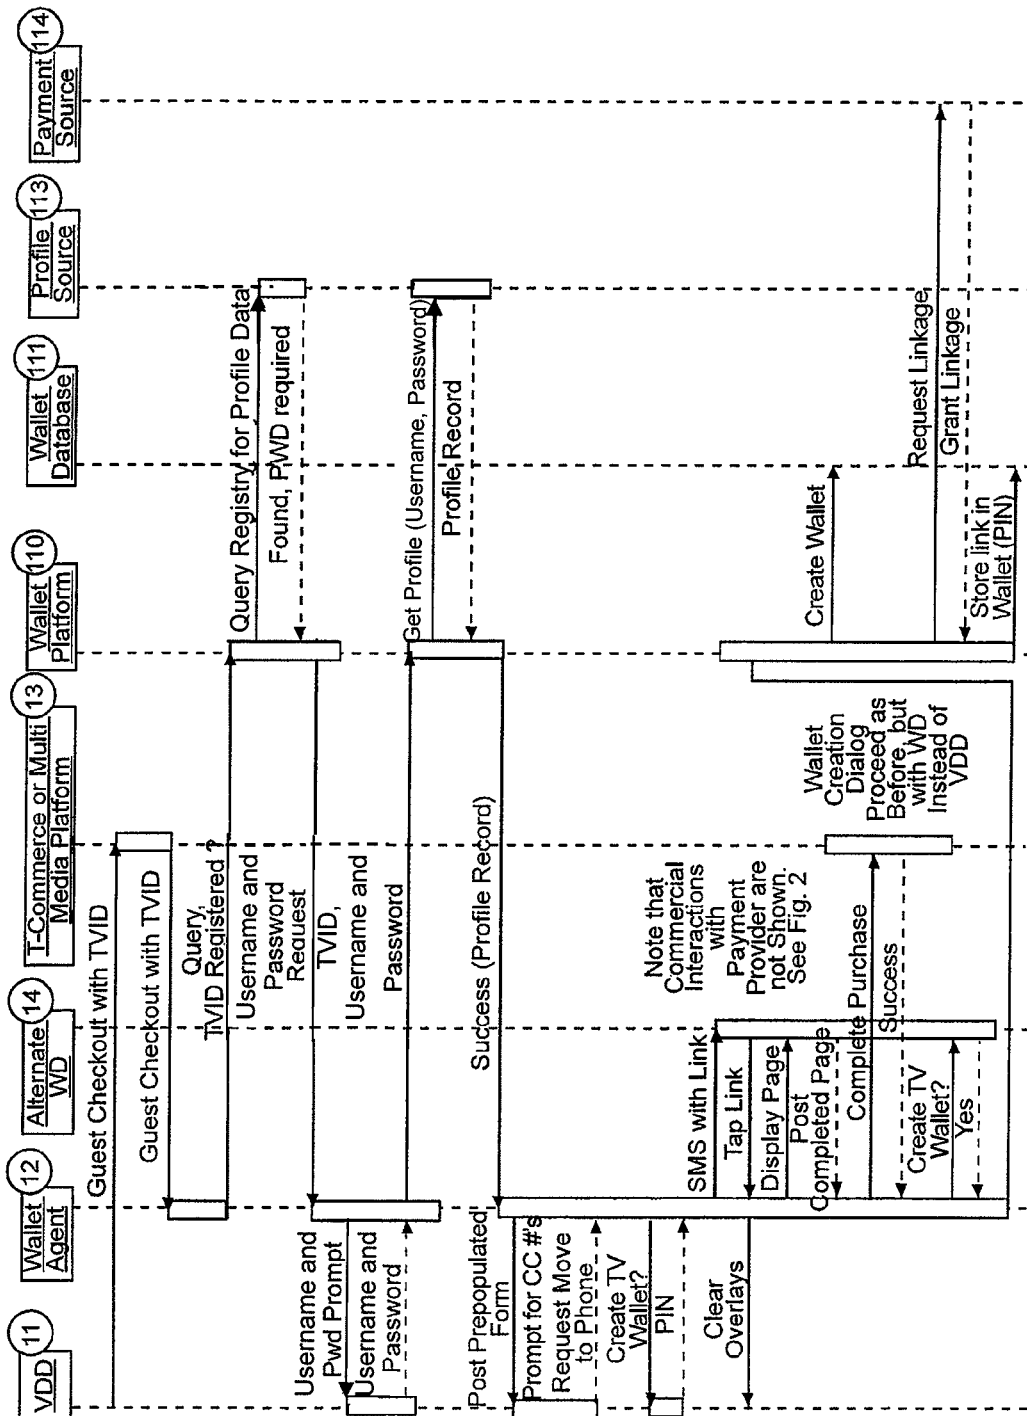 VDD
11
Wallet
Agent
12
Alternate
WD
14
T-Commerce or Multi
Media Platform
13
Wallet
Platform
110
Wallet
Database
111
Profile
Source
113
Payment
Source
114
Guest Checkout with TVID
Guest Checkout with TVID
Query,
TVID Registered ?
Query Registry for Profile Data
Found, PWD required
Username and
Password
Request
TVID,
Username and
Pwd Prompt
Username and
Password
Username and
Password
Get Profile (Username, Password)
Profile, Record
Success (Profile Record)
Post Prepopulated
Form
Prompt for CC #'s
Request Move
to Phone
Create TV
Wallet?
PIN
Clear
Overlays
SMS with Link
Tap Link
Display Page
Post
Completed Page
Complete Purchase
Success
Create TV
Wallet?
Yes
Note that
Commercial
Interactions
with
Payment
Provider are
not Shown.
See Fig. 2
Wallet
Creation
Dialog
Proceed as
Before, but
with WD
Instead of
VDD
Create Wallet
Request Linkage
Grant Linkage
Store link in
Wallet (PIN)